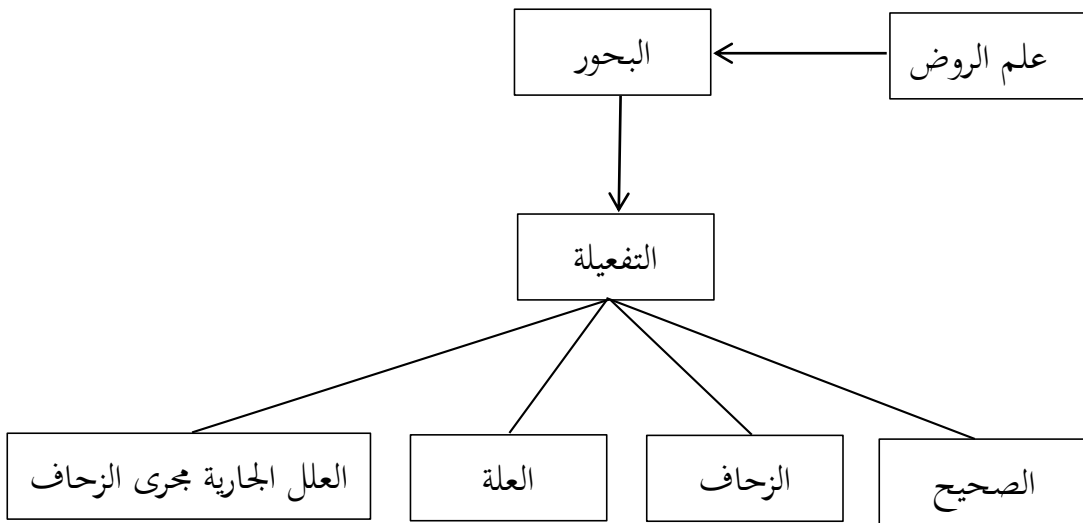 علم الروض
البحور
التفعيلة
الصحيح
الزحاف
العلة
العلل الجارية مجرى الزحاف